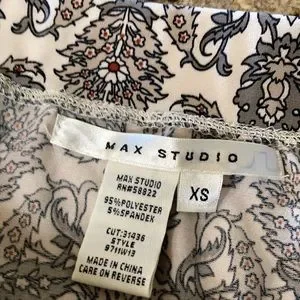 MAX STUDIO
XS
MAX STUDIO
RN#58822
95%POLYESTER
5%SPANDEX
CUT:31436
STYLE
9711W13
MADE IN CHINA
CARE ON REVERSE